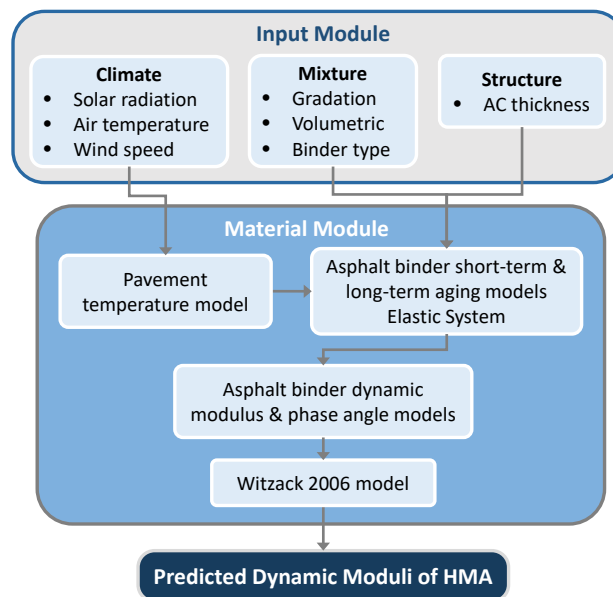 Input Module
Climate
• Solar radiation
• Air temperature
• Wind speed
Mixture
• Gradation
• Volumetric
• Binder type
Structure
• AC thickness
Material Module
Pavement
temperature model
Asphalt binder short-term &
long-term aging models
Elastic System
Asphalt binder dynamic
modulus & phase angle models
Witzack 2006 model
Predicted Dynamic Moduli of HMA